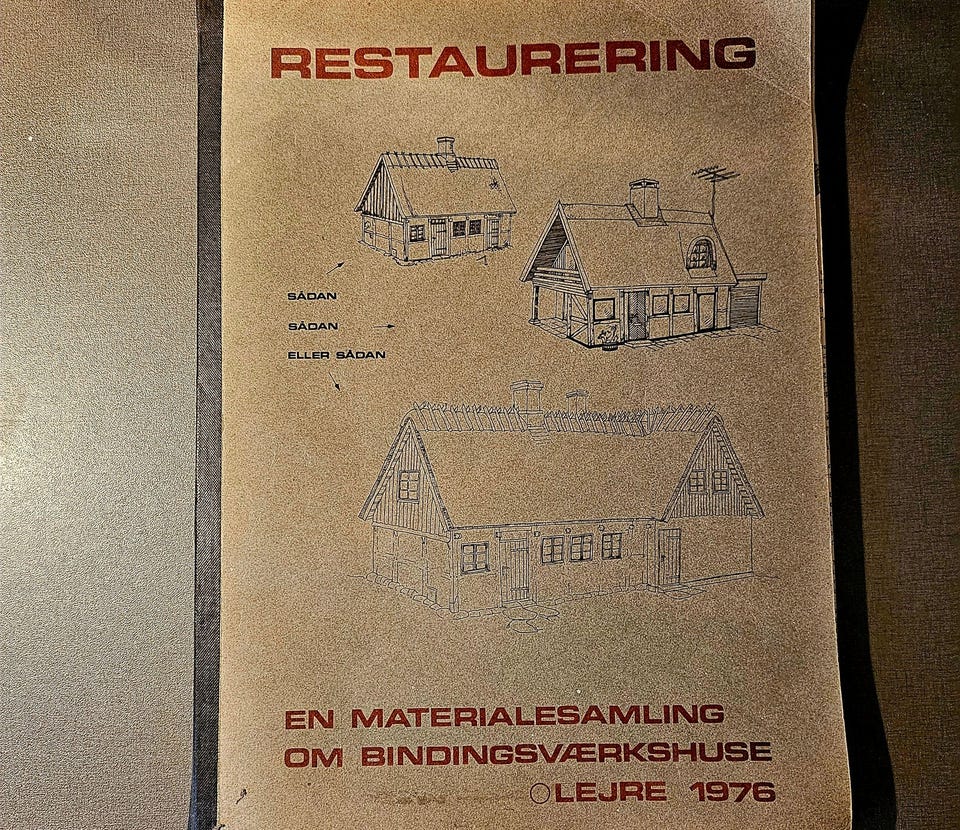 RESTAURERING
SÅDAN
SÅDAN
ELLER SÅDAN
EN MATERIALESAMLING
OM BINDINGSVÆRKSHUSE
LEJRE 1976